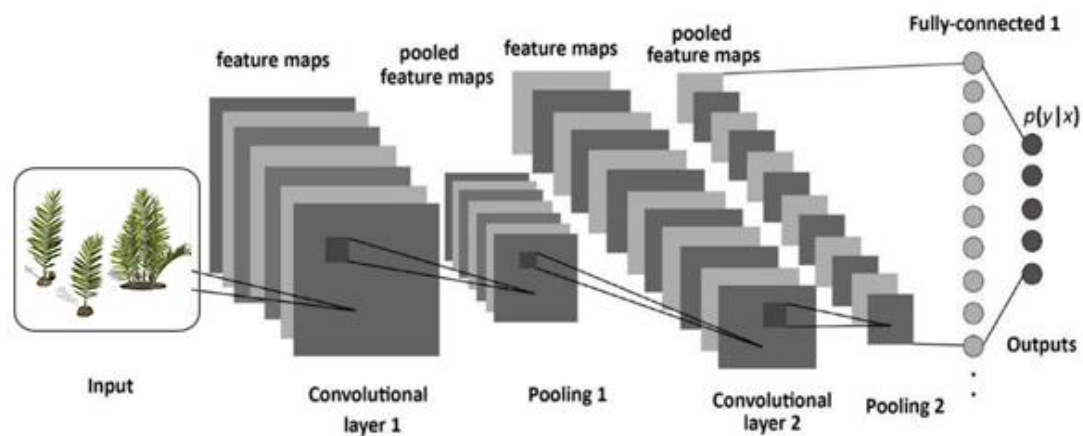 feature maps
pooled
feature maps
feature maps
pooled
feature maps
Fully-connected 1
p(y|x)
Input
Convolutional
layer 1
Pooling 1
Convolutional
layer 2
Pooling 2
Outputs